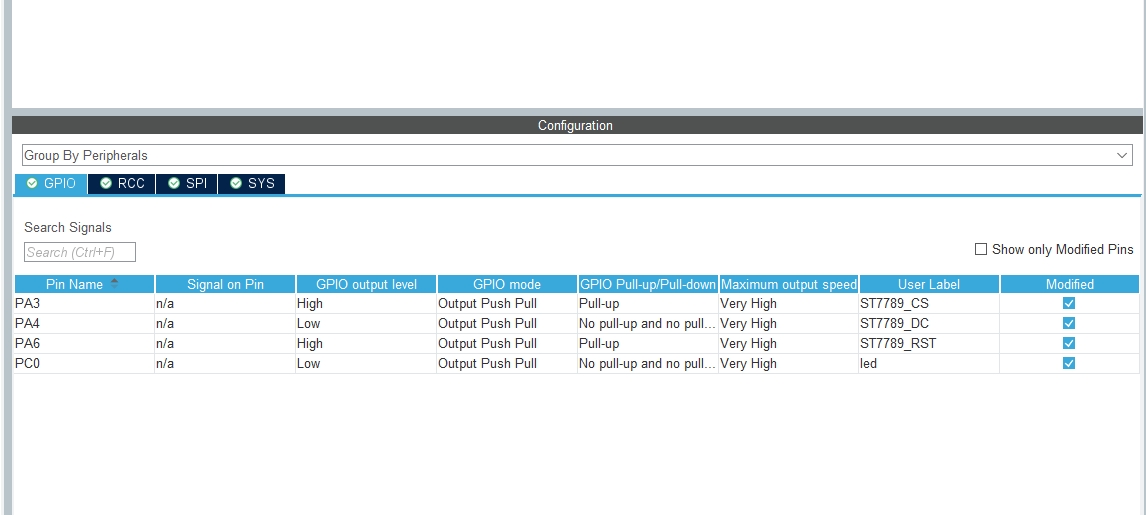 Configuration
Group By Peripherals
GPIO RCC SPI SYS
Search Signals
Search (Ctrl+F)
Show only Modified Pins
Pin Name Signal on Pin GPIO output level GPIO mode GPIO Pull-up/Pull-down Maximum output speed User Label Modified
PA3 n/a High Output Push Pull Pull-up Very High ST7789_CS
PA4 n/a Low Output Push Pull No pull-up and no pull... Very High ST7789_DC
PA6 n/a High Output Push Pull Pull-up Very High ST7789_RST
PC0 n/a Low Output Push Pull No pull-up and no pull... Very High led